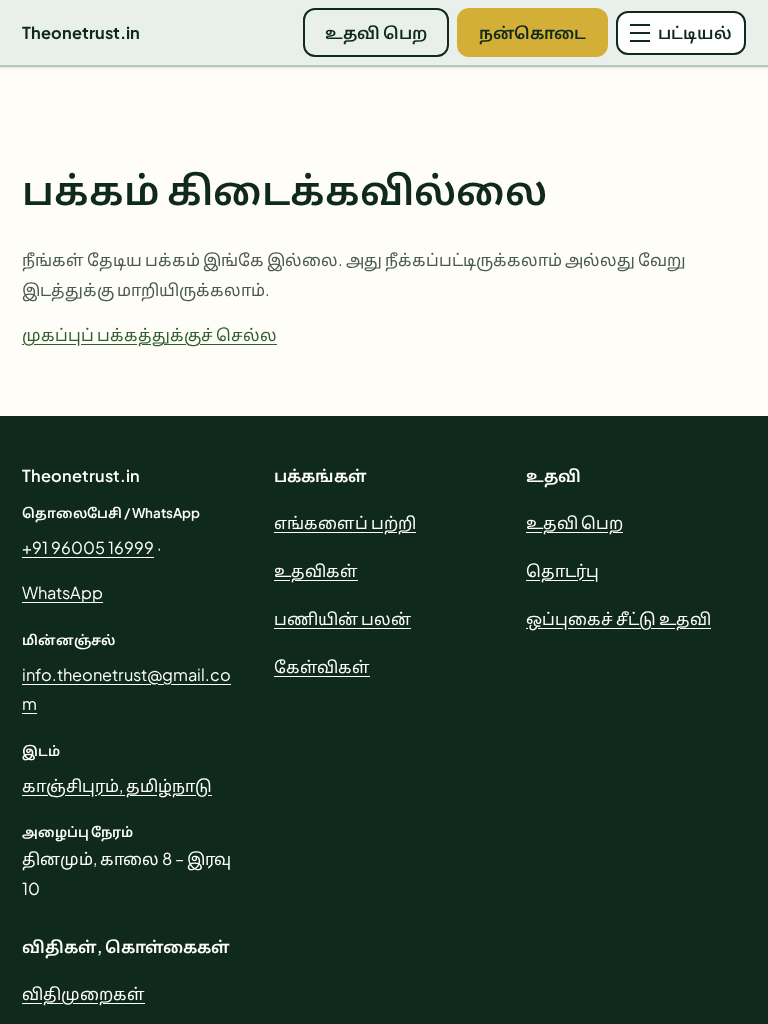 Theonetrust.in
உதவி பெற
நன்கொடை
பட்டியல்
பக்கம் கிடைக்கவில்லை
நீங்கள் தேடிய பக்கம் இங்கே இல்லை. அது நீக்கப்பட்டிருக்கலாம் அல்லது வேறு
இடத்துக்கு மாறியிருக்கலாம்.
முகப்புப் பக்கத்துக்குச் செல்ல
Theonetrust.in
தொலைபேசி / WhatsApp
+91 96005 16999 ·
WhatsApp
மின்னஞ்சல்
info.theonetrust@gmail.co
m
இடம்
காஞ்சிபுரம், தமிழ்நாடு
அழைப்பு நேரம்
தினமும், காலை 8 – இரவு
10
பக்கங்கள்
எங்களைப் பற்றி
உதவிகள்
பணியின் பலன்
கேள்விகள்
உதவி
உதவி பெற
தொடர்பு
ஒப்புகைச் சீட்டு உதவி
விதிகள், கொள்கைகள்
விதிமுறைகள்